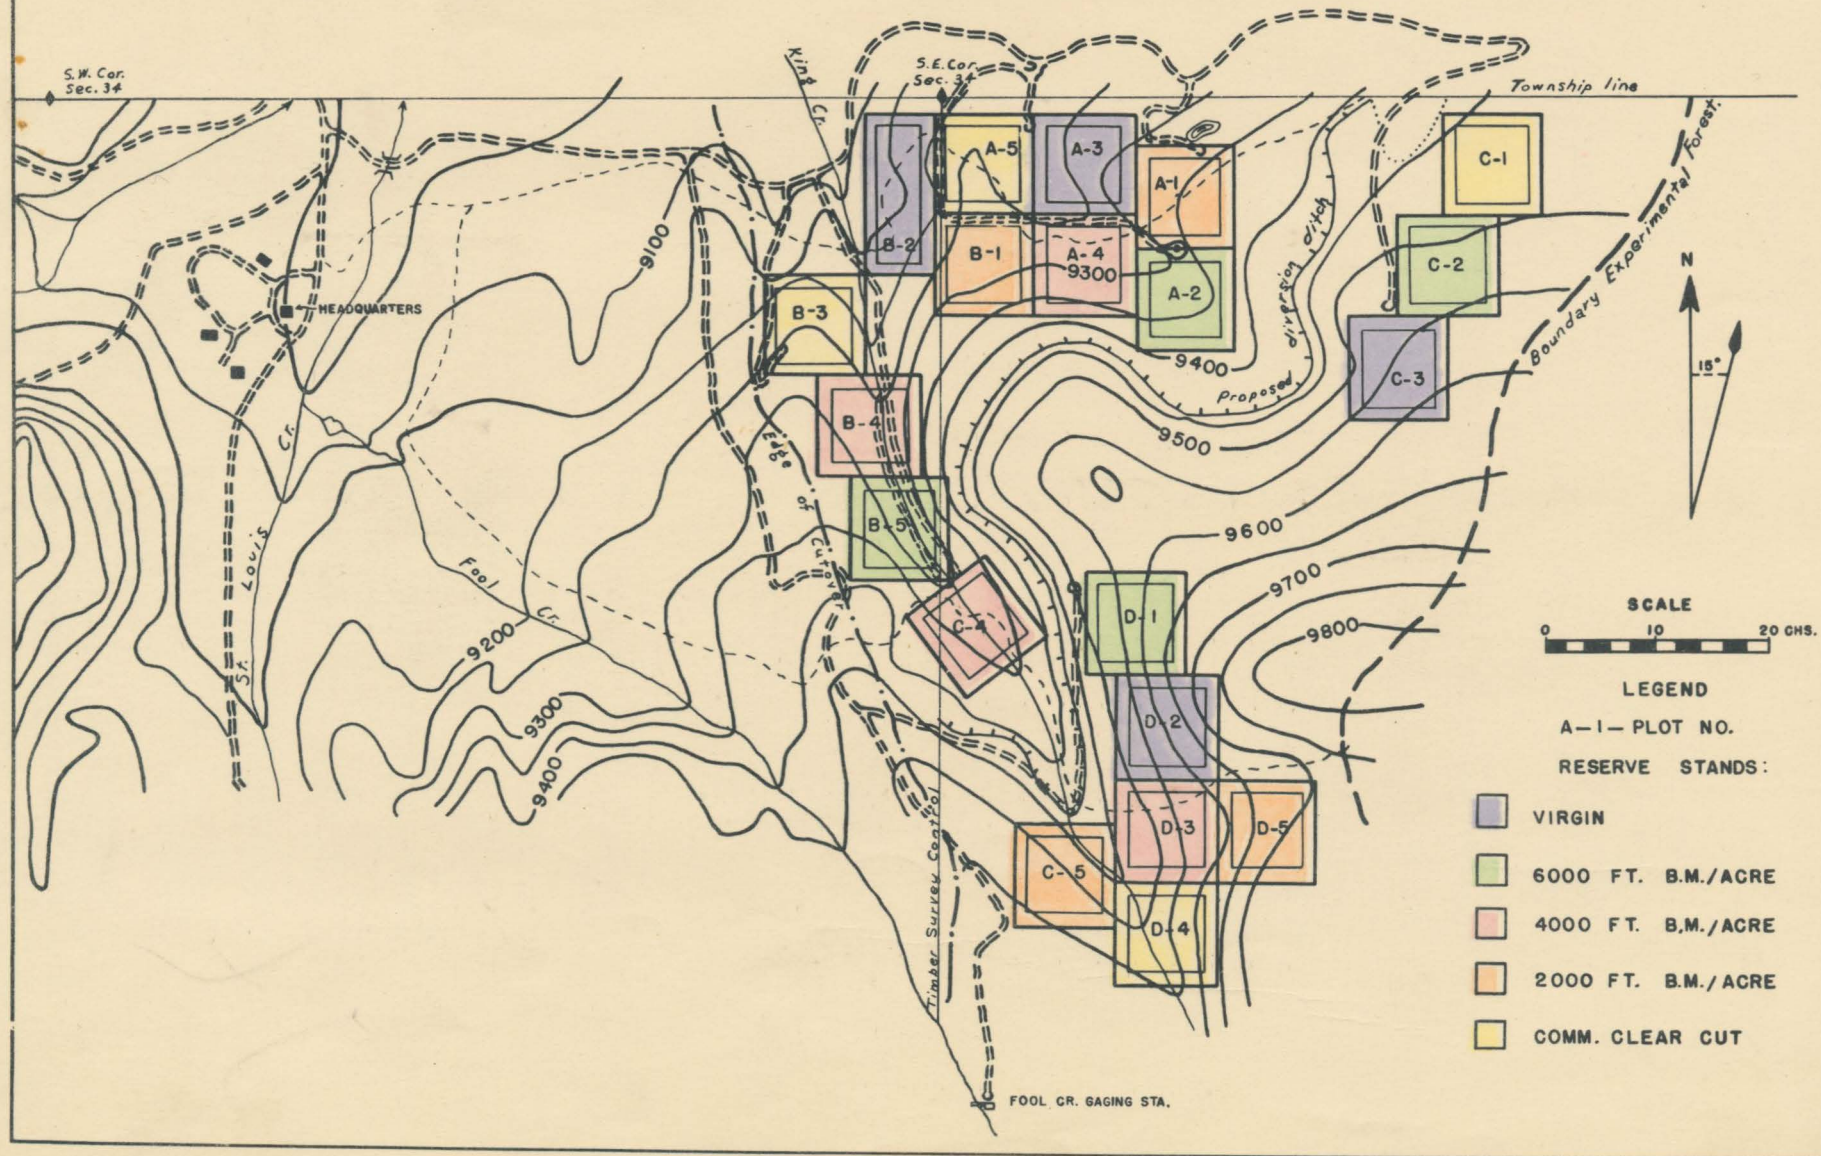 S.W. Cor.
Sec. 34
King Cr.
S.E. Cor.
Sec. 34
Township line
A-5
A-3
A-1
C-1
B-2
B-1
A-4
9300
A-2
C-2
9100
HEADQUARTERS
B-3
9400
Proposed diversion ditch
C-3
Boundary Experimental Forest.
N
15°
B-4
9500
Edge of Cutover
B-5
9600
St. Louis Cr.
Fool Cr.
9700
C-4
D-1
9800
9200
SCALE
0 10 20 CHS.
D-2
9300
9400
LEGEND
A-1-PLOT NO.
RESERVE STANDS:
VIRGIN
6000 FT. B.M./ACRE
4000 FT. B.M./ACRE
2000 FT. B.M./ACRE
COMM. CLEAR CUT
D-3
D-5
C-5
D-4
Timber Survey Control
FOOL CR. GAGING STA.